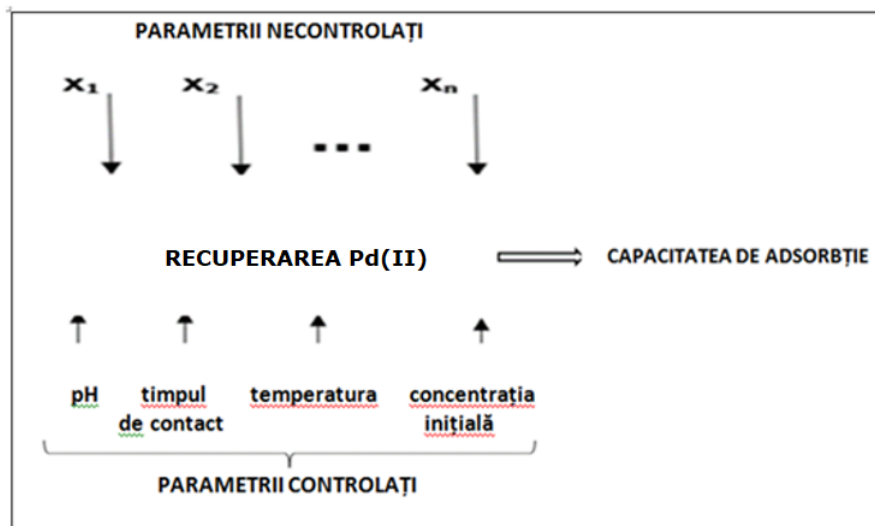 PARAMETRII NECONTROLAȚI
x₁ x₂ xₙ
RECUPERAREA Pd(II) CAPACITATEA DE ADSORBȚIE
pH timpul temperatura concentrația
de contact inițială
PARAMETRII CONTROLAȚI